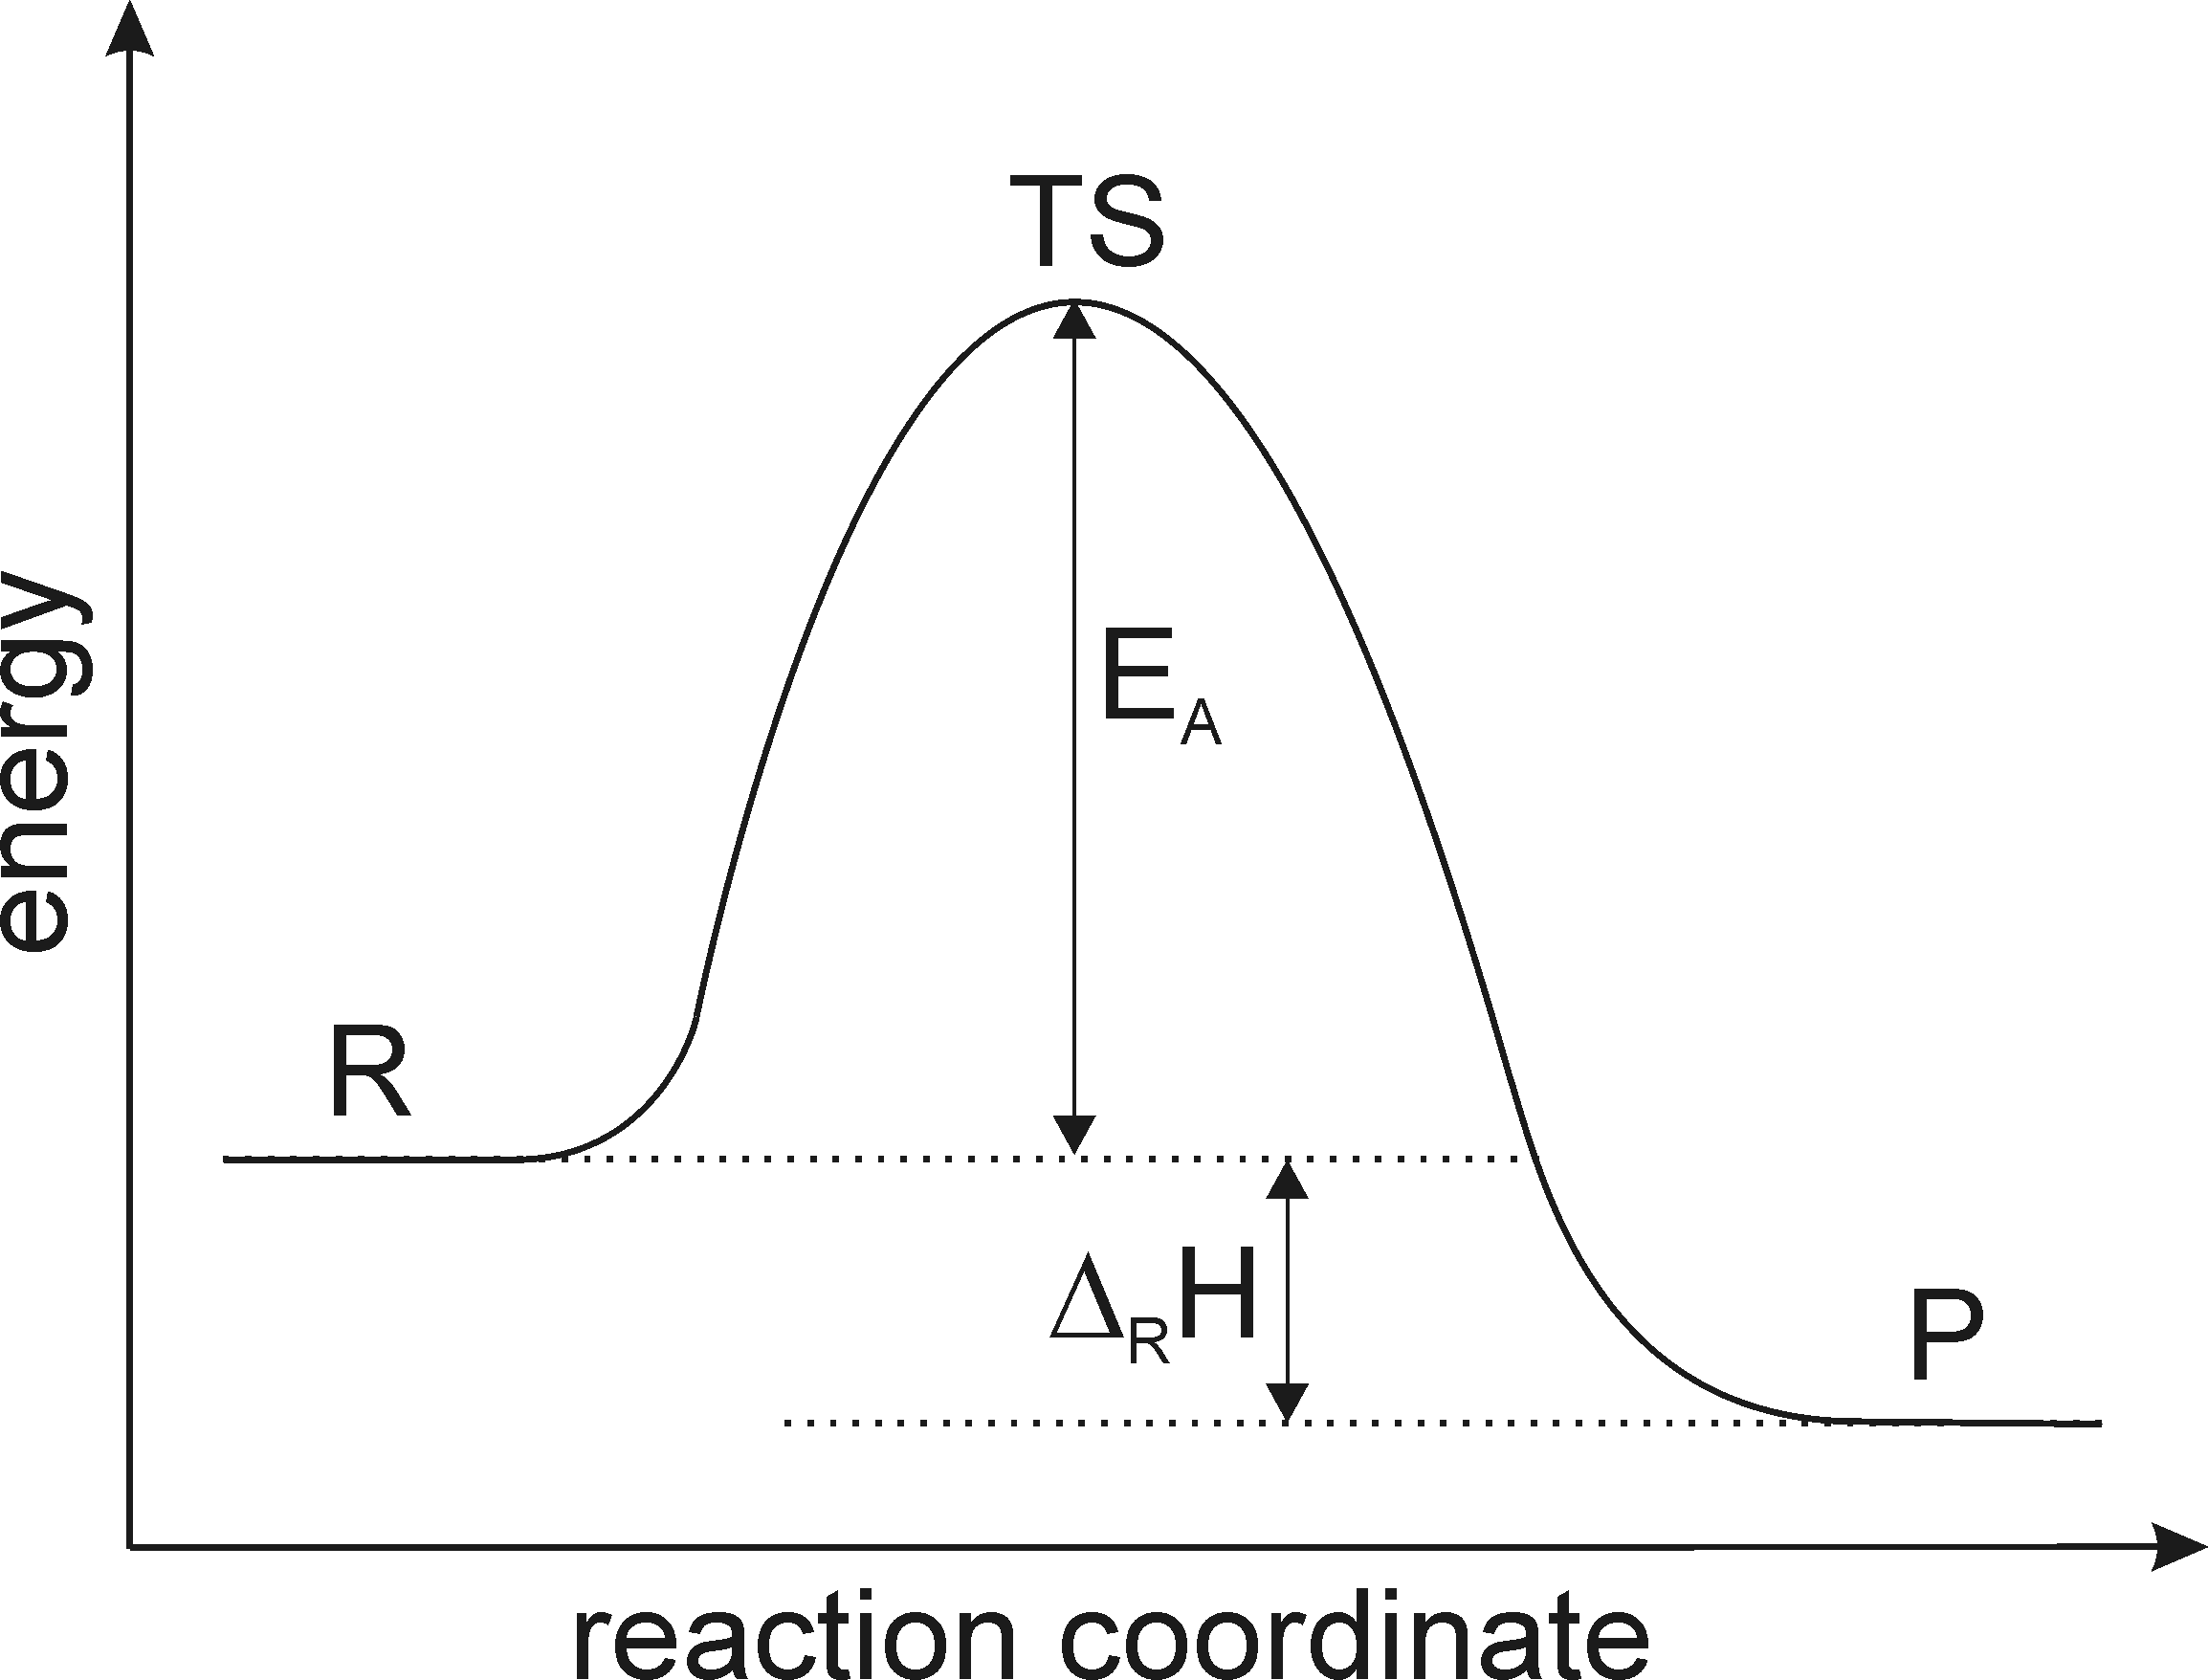 TS
energy
E_A
R
Δ_RH
P
reaction coordinate